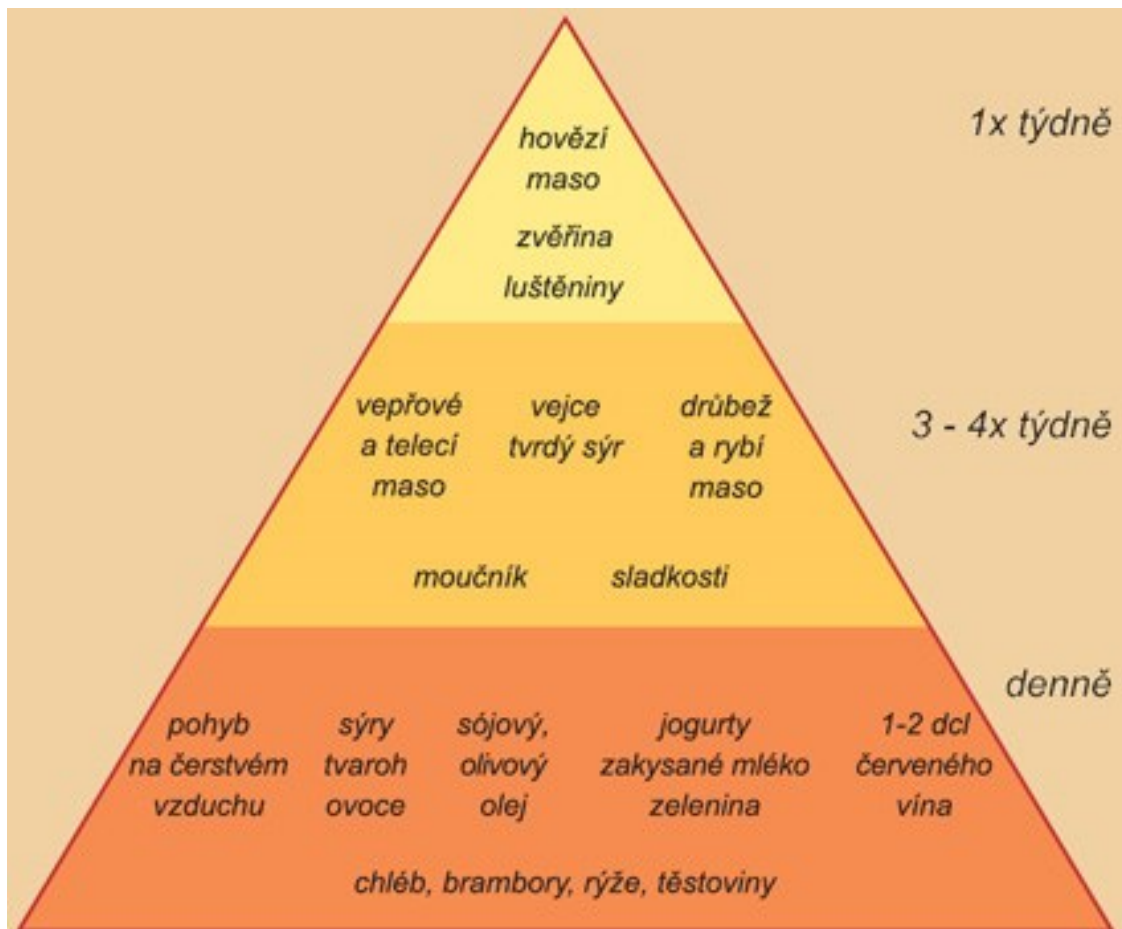 1x týdně
hovězí
maso
zvěřina
luštěniny
3 - 4x týdně
vepřové
a telecí
maso
vejce
tvrdý sýr
drůbež
a rybí
maso
moučník
sladkosti
denně
pohyb
na čerstvém
vzduchu
sýry
tvaroh
ovoce
sójový,
olivový
olej
jogurty
zakysané mléko
zelenina
1-2 dcl
červeného
vína
chléb, brambory, rýže, těstoviny